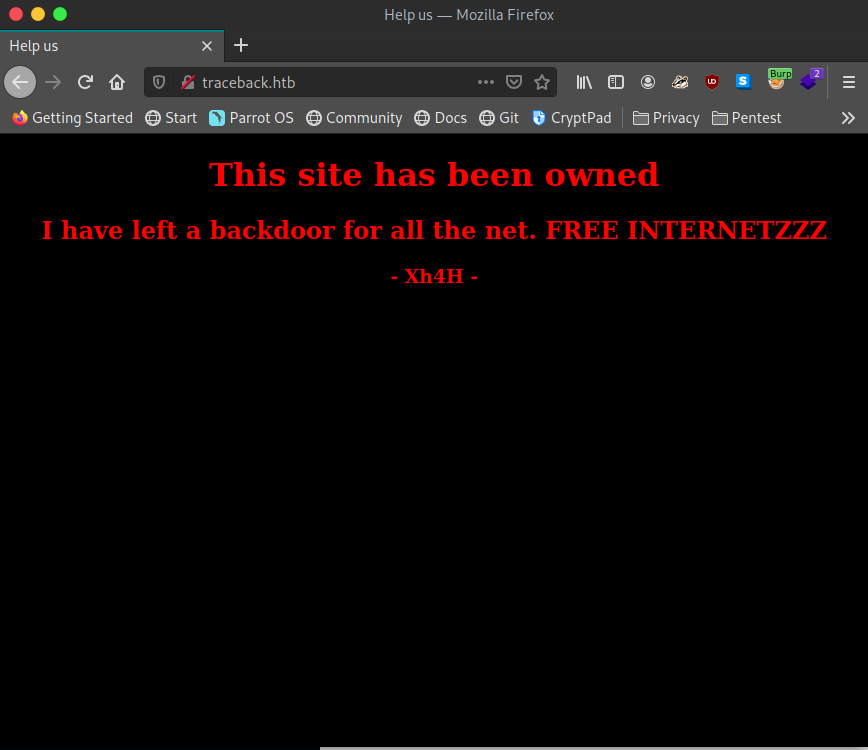 Help us — Mozilla Firefox
Help us
traceback.htb
UD
S
Burp
2
Getting Started Start Parrot OS Community Docs Git CryptPad Privacy Pentest
This site has been owned
I have left a backdoor for all the net. FREE INTERNETZZZ
- Xh4H -